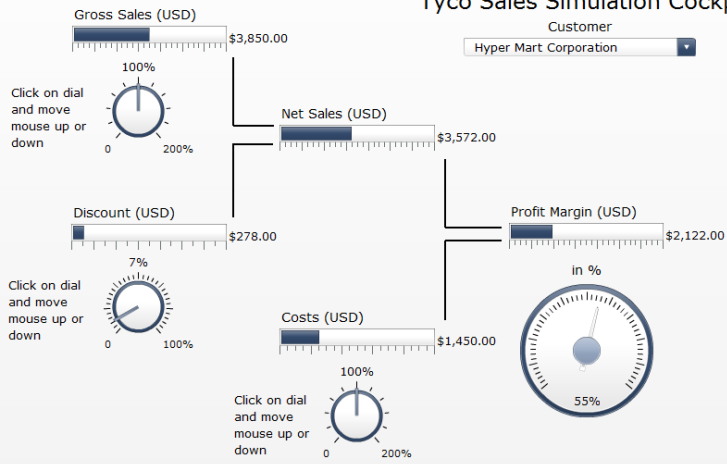 Tyco Sales Simulation
Customer
Hyper Mart Corporation
Gross Sales (USD)
$3,850.00
100%
Click on dial
and move
mouse up or
down
0 200%
Net Sales (USD)
$3,572.00
Discount (USD)
$278.00
7%
Click on dial
and move
mouse up or
down
0 100%
Profit Margin (USD)
$2,122.00
in %
55%
Costs (USD)
$1,450.00
100%
Click on dial
and move
mouse up or
down
0 200%